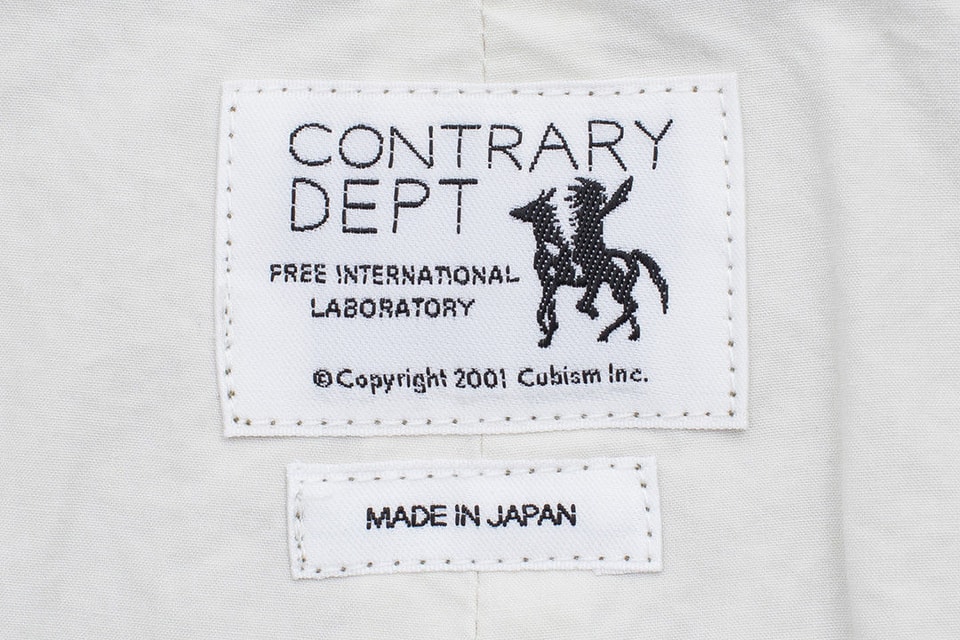 CONTRARY
DEPT
FREE INTERNATIONAL
LABORATORY
©Copyright 2001 Cubism Inc.
MADE IN JAPAN